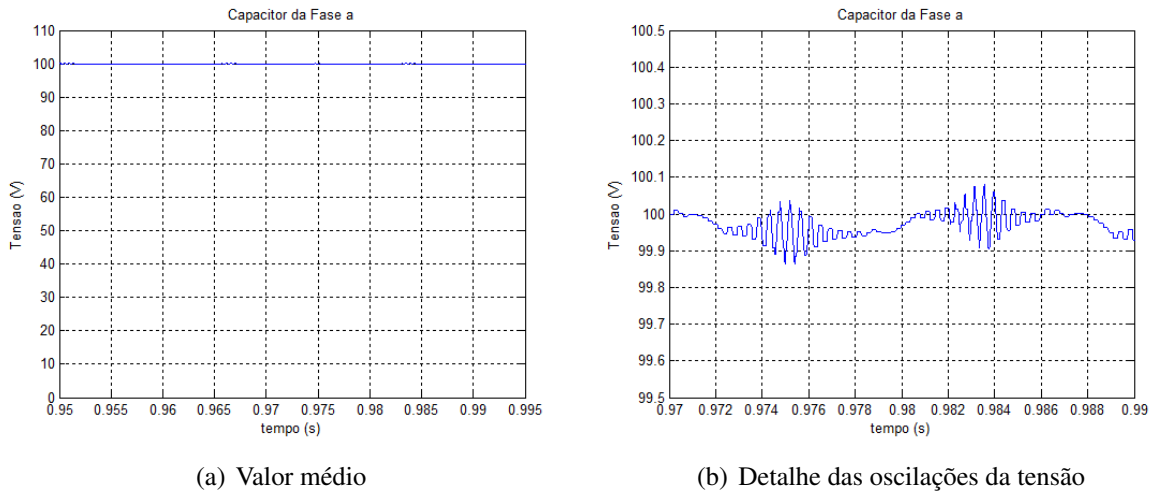 Capacitor da Fase a
110
100
90
80
70
60
50
40
30
20
10
0
Tensao (V)
0.95 0.955 0.96 0.965 0.97 0.975 0.98 0.985 0.99 0.995
tempo (s)
(a) Valor médio
Capacitor da Fase a
100.5
100.4
100.3
100.2
100.1
100
99.9
99.8
99.7
99.6
99.5
Tensao (V)
0.97 0.972 0.974 0.976 0.978 0.98 0.982 0.984 0.986 0.988 0.99
tempo (s)
(b) Detalhe das oscilações da tensão